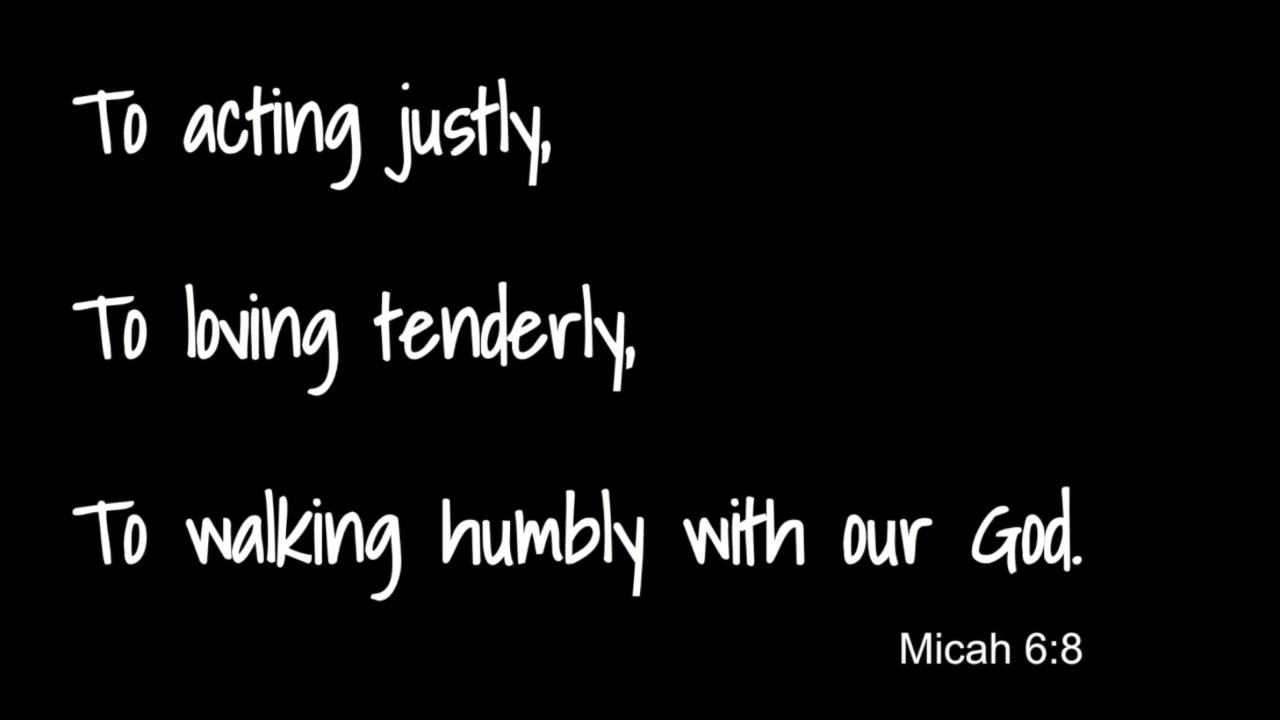 To acting justly,
To loving tenderly,
To walking humbly with our God.
Micah 6:8